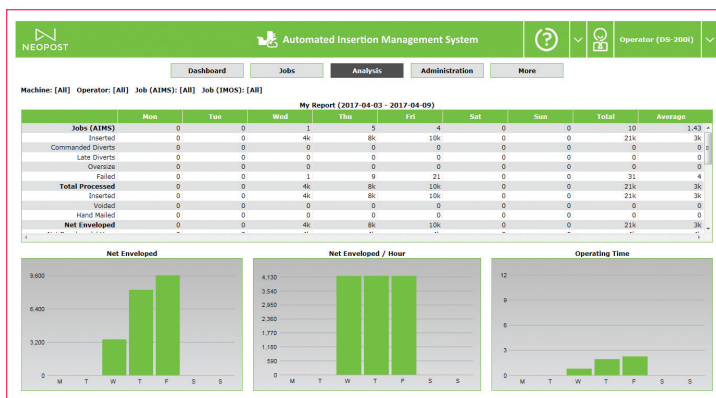 NEOPOST
Automated Insertion Management System
Operator (DS-200i)
Dashboard Jobs Analysis Administration More
Machine: [All] Operator: [All] Job (AIMS): [All] Job (IMOS): [All]
My Report (2017-04-03 - 2017-04-09)
Mon Tue Wed Thu Fri Sat Sun Total Average
Jobs (AIMS) 0 0 1 5 4 0 0 10 1.43
Inserted 0 0 4k 8k 10k 0 0 21k 3k
Commanded Diverts 0 0 0 0 0 0 0 0 0
Late Diverts 0 0 0 0 0 0 0 0 0
Oversize 0 0 0 0 0 0 0 0 0
Failed 0 0 1 9 21 0 0 31 4
Total Processed 0 0 4k 8k 10k 0 0 21k 3k
Inserted 0 0 4k 8k 10k 0 0 21k 3k
Voided 0 0 0 0 0 0 0 0 0
Hand Mailed 0 0 0 0 0 0 0 0 0
Net Enveloped 0 0 4k 8k 10k 0 0 21k 3k
Net Enveloped
9,600
6,400
3,200
0
M T W T F S S
Net Enveloped / Hour
4,130
3,540
2,950
2,360
1,770
1,180
590
0
M T W T F S S
Operating Time
12
9
6
3
0
M T W T F S S